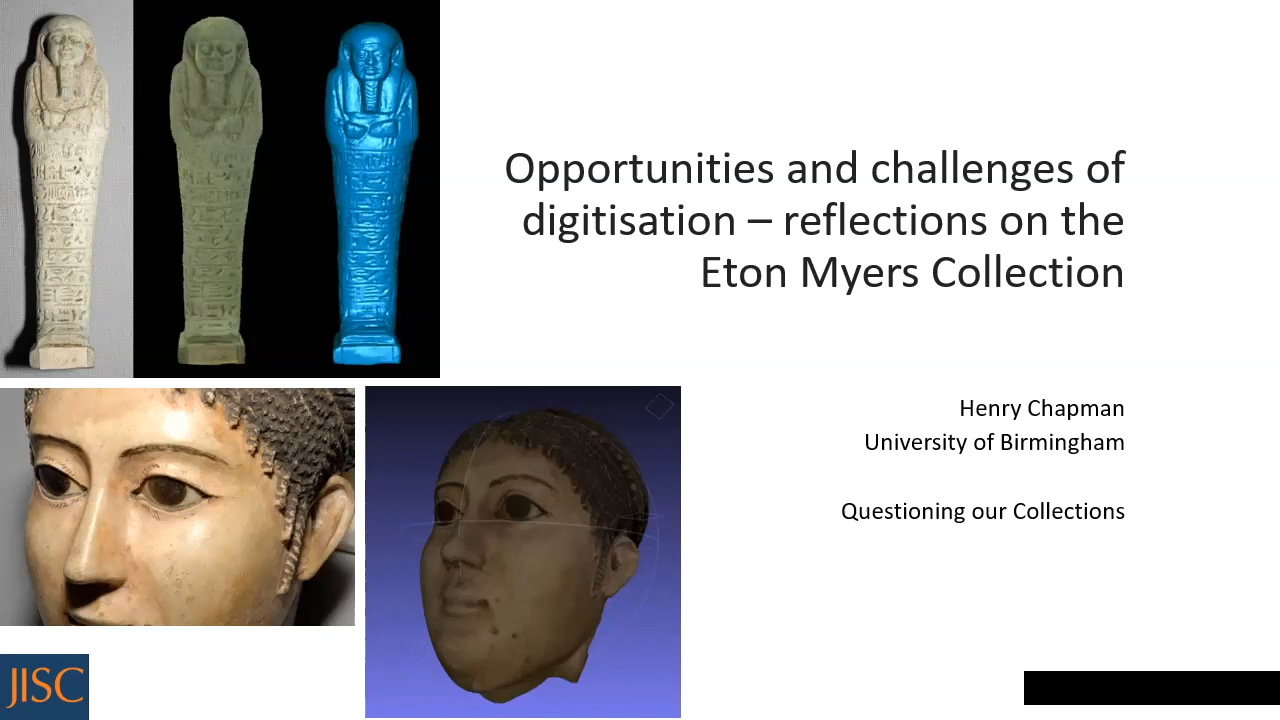 Opportunities and challenges of
digitisation – reflections on the
Eton Myers Collection
Henry Chapman
University of Birmingham
Questioning our Collections
JISC